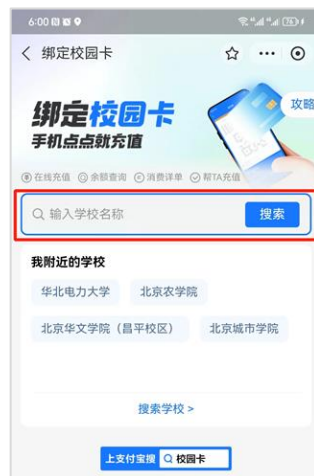 6:00
76
绑定校园卡
绑定校园卡
手机点点就充值
攻略
在线充值 余额查询 消费详单 帮TA充值
输入学校名称 搜索
我附近的学校
华北电力大学 北京农学院
北京华文学院（昌平校区） 北京城市学院
搜索学校 >
上支付宝搜 校园卡